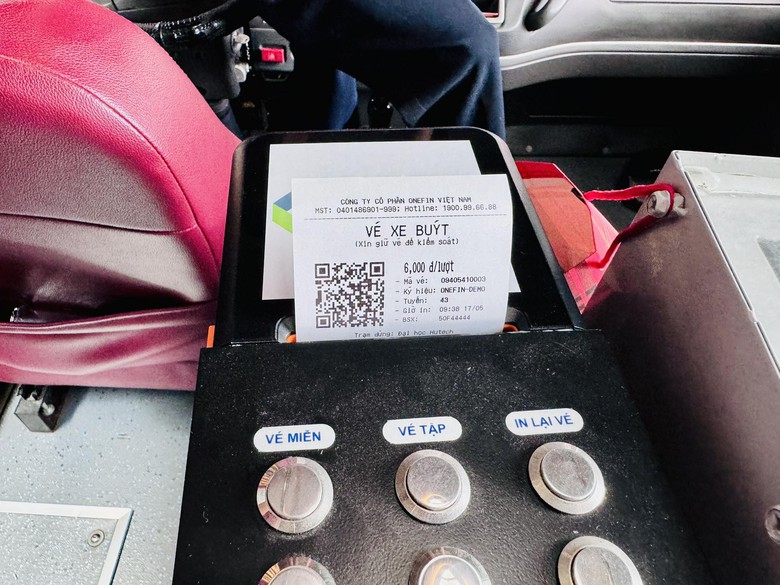 CÔNG TY CỔ PHẦN ONEFIN VIỆT NAM
MST: 0401486901-999; Hotline: 1900.99.66.88
VÉ XE BUÝT
(Xin giữ vé để kiểm soát)
6,000 đ/lượt
- Mã vé: 09405410003
- Ký hiệu: ONEFIN-DEMO
- Tuyến: 43
- Giờ in: 09:38 17/05
- BSX: 50F44444
Trạm dừng: Đại học Hutech
VÉ MIỄN
VÉ TẬP
IN LẠI VÉ